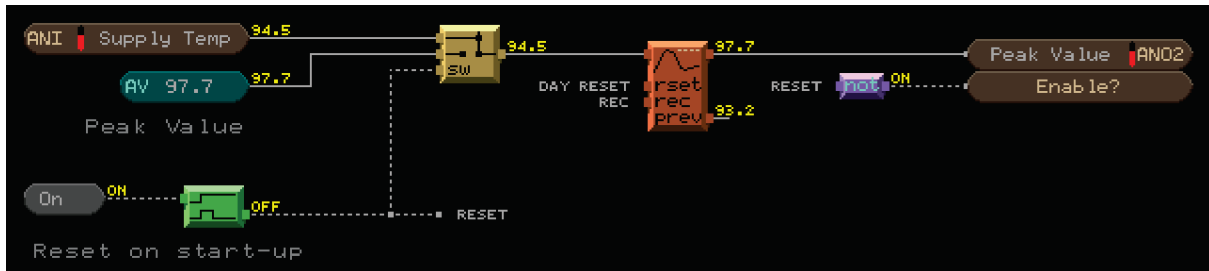 ANI Supply Temp 94.5
94.5
97.7
Peak Value ANO2
sw
AV 97.7 97.7
DAY RESET rset
REC rec
prev 93.2
RESET not ON
Enable?
Peak Value
On ON
OFF
RESET
Reset on start-up